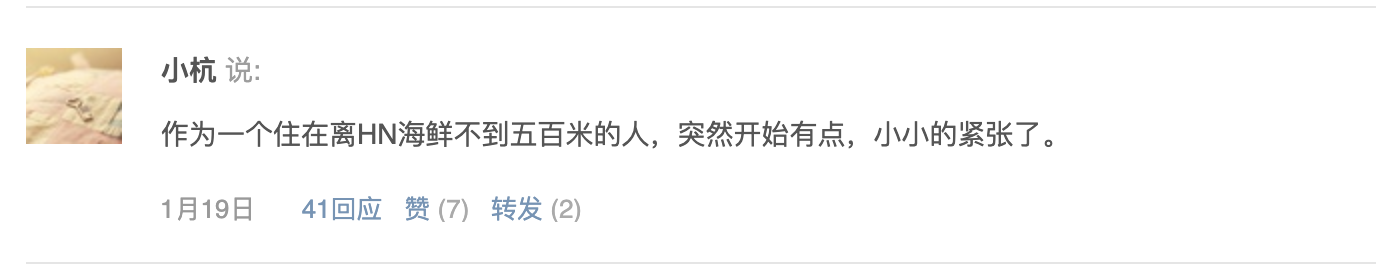 小杭 说:
作为一个住在离HN海鲜不到五百米的人，突然开始有点，小小的紧张了。
1月19日 41回应 赞 (7) 转发 (2)